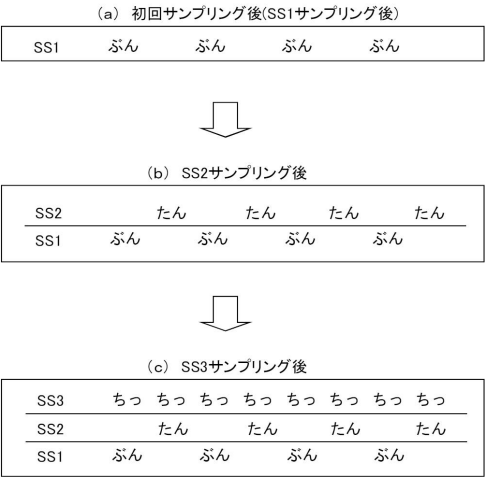 （a） 初回サンプリング後(SS1サンプリング後）
SS1 ぶん ぶん ぶん ぶん
（b） SS2サンプリング後
SS2 たん たん たん たん
SS1 ぶん ぶん ぶん ぶん
（c） SS3サンプリング後
SS3 ちっ ちっ ちっ ちっ ちっ ちっ ちっ ちっ
SS2 たん たん たん たん
SS1 ぶん ぶん ぶん ぶん